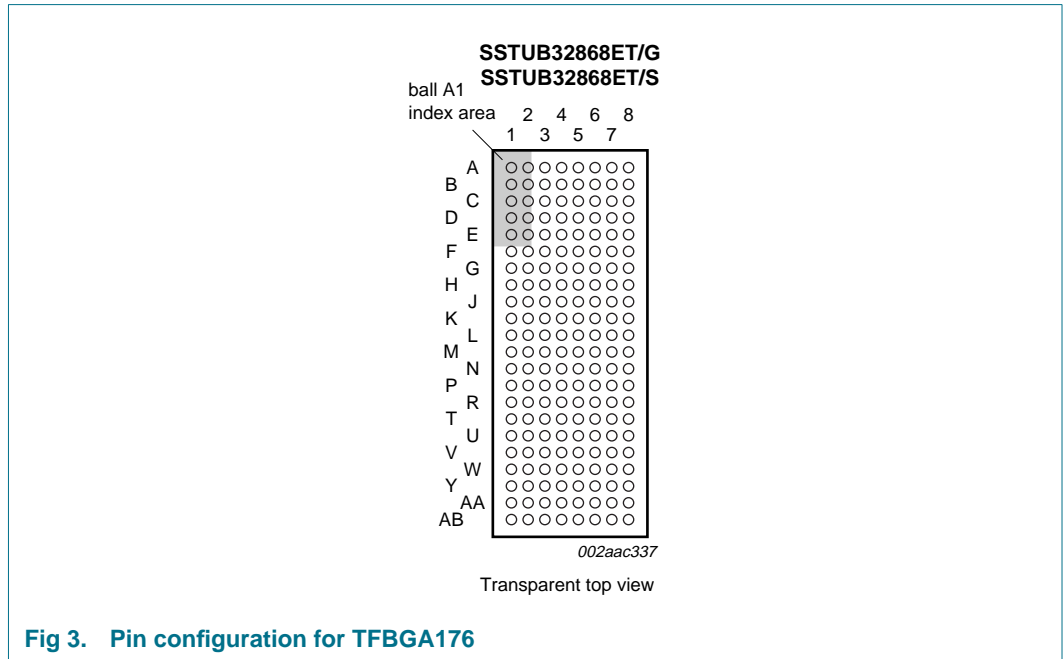 SSTUB32868ET/G
SSTUB32868ET/S
ball A1
index area
2 4 6 8
1 3 5 7
A
B
C
D
E
F
G
H
J
K
L
M
N
P
R
T
U
V
W
Y
AA
AB
002aac337
Transparent top view
Fig 3. Pin configuration for TFBGA176